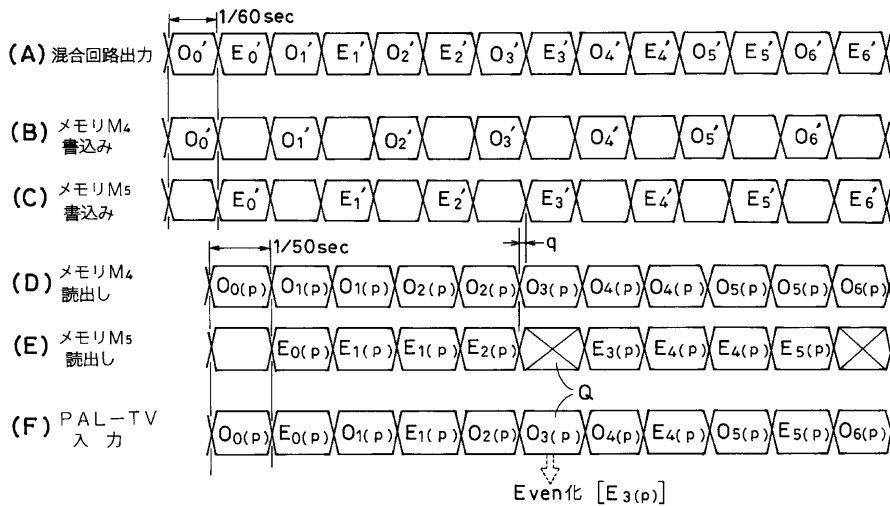 1/60sec
(A) 混合回路出力 O₀′ E₀′ O₁′ E₁′ O₂′ E₂′ O₃′ E₃′ O₄′ E₄′ O₅′ E₅′ O₆′ E₆′
(B) メモリM₄ 書込み O₀′ O₁′ O₂′ O₃′ O₄′ O₅′ O₆′
(C) メモリM₅ 書込み E₀′ E₁′ E₂′ E₃′ E₄′ E₅′ E₆′
1/50sec q
(D) メモリM₄ 読出し O₀(p) O₁(p) O₁(p) O₂(p) O₂(p) O₃(p) O₄(p) O₄(p) O₅(p) O₅(p) O₆(p)
(E) メモリM₅ 読出し E₀(p) E₁(p) E₁(p) E₂(p) E₃(p) E₄(p) E₄(p) E₅(p)
Q
(F) PAL-TV 入力 O₀(p) E₀(p) O₁(p) E₁(p) O₂(p) O₃(p) O₄(p) E₄(p) O₅(p) E₅(p) O₆(p)
Even化 [E₃(p)]